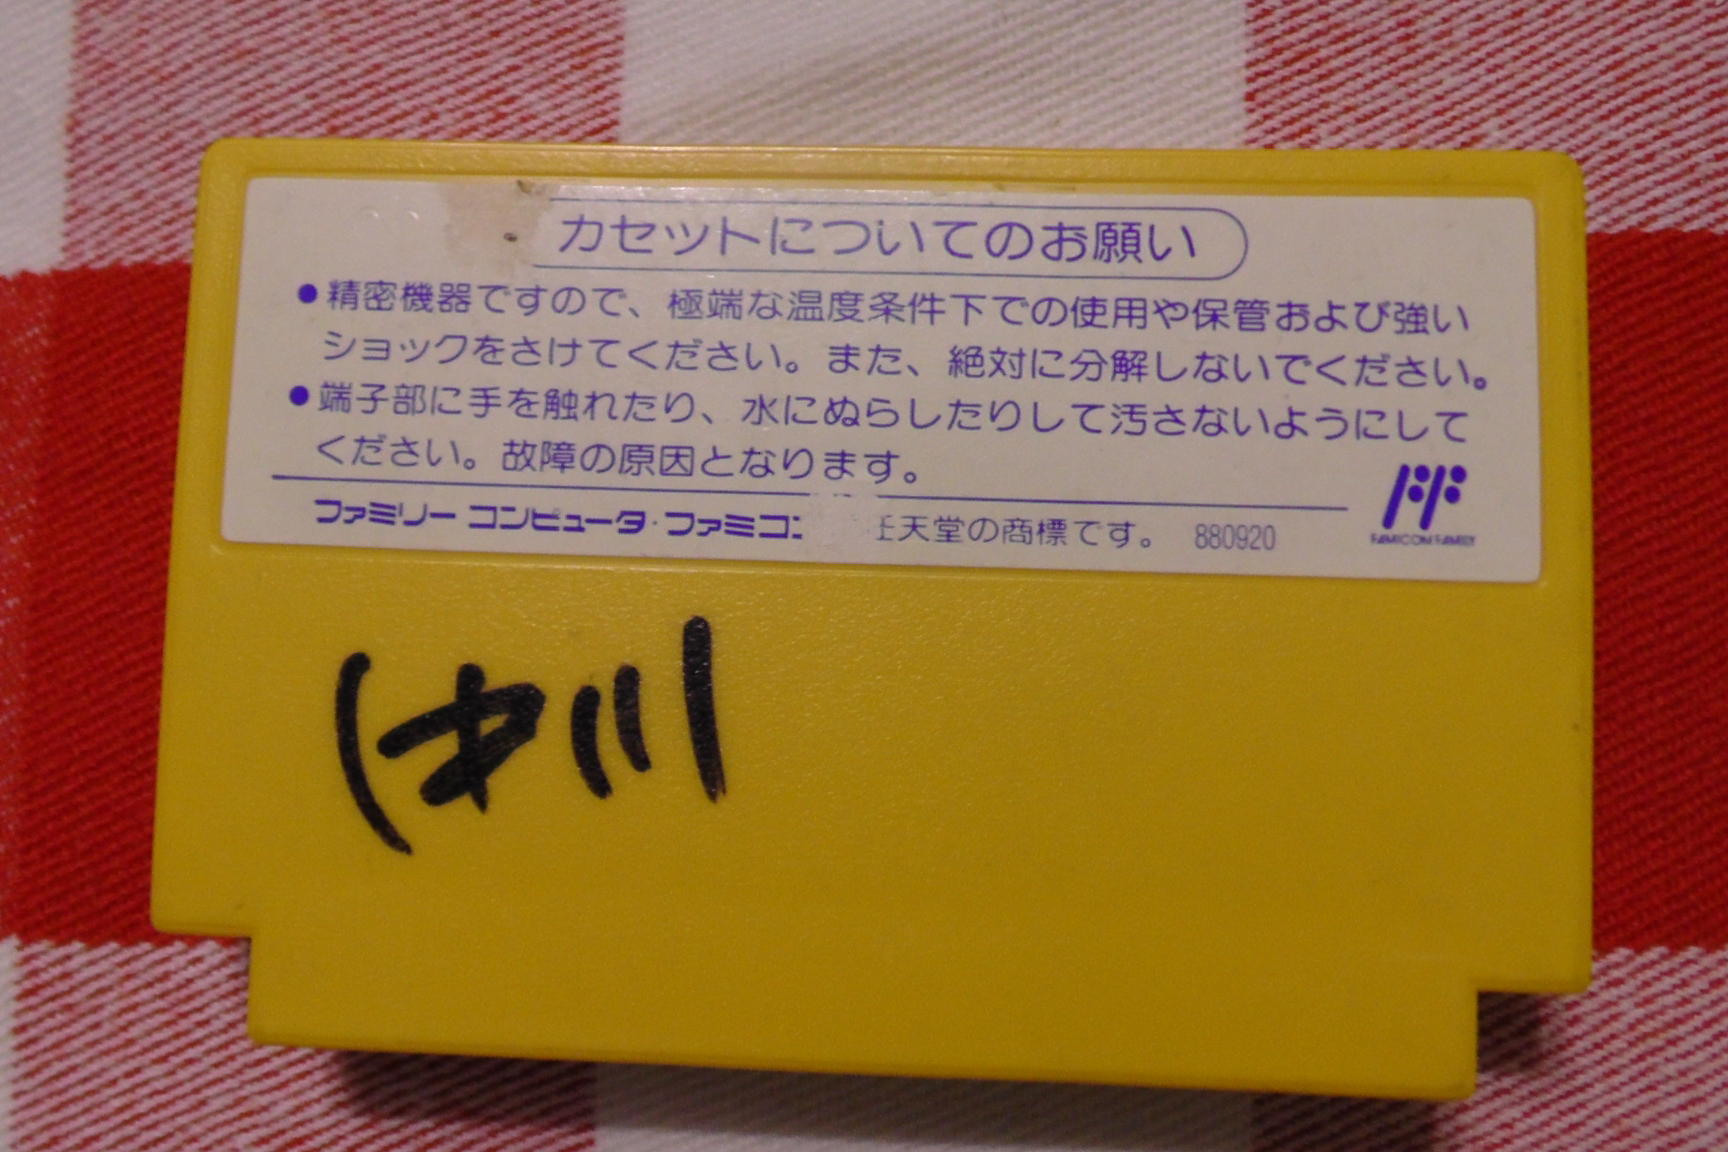 カセットについてのお願い
●精密機器ですので、極端な温度条件下での使用や保管および強い
ショックをさけてください。また、絶対に分解しないでください。
●端子部に手を触れたり、水にぬらしたりして汚さないようにして
ください。故障の原因となります。
ファミリー コンピュータ・ファミコン 任天堂の商標です。 880920
FAMICOM FAMILY
中川